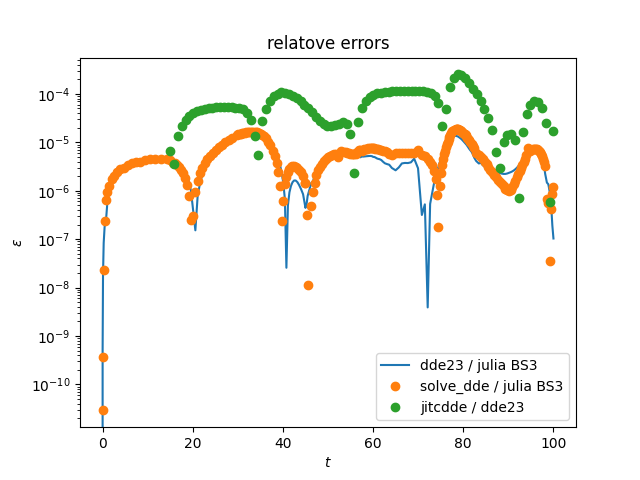 relatove errors
10⁻⁴
10⁻⁵
10⁻⁶
10⁻⁷
10⁻⁸
10⁻⁹
10⁻¹⁰
ε
dde23 / julia BS3
solve_dde / julia BS3
jitcdde / dde23
0 20 40 60 80 100
t